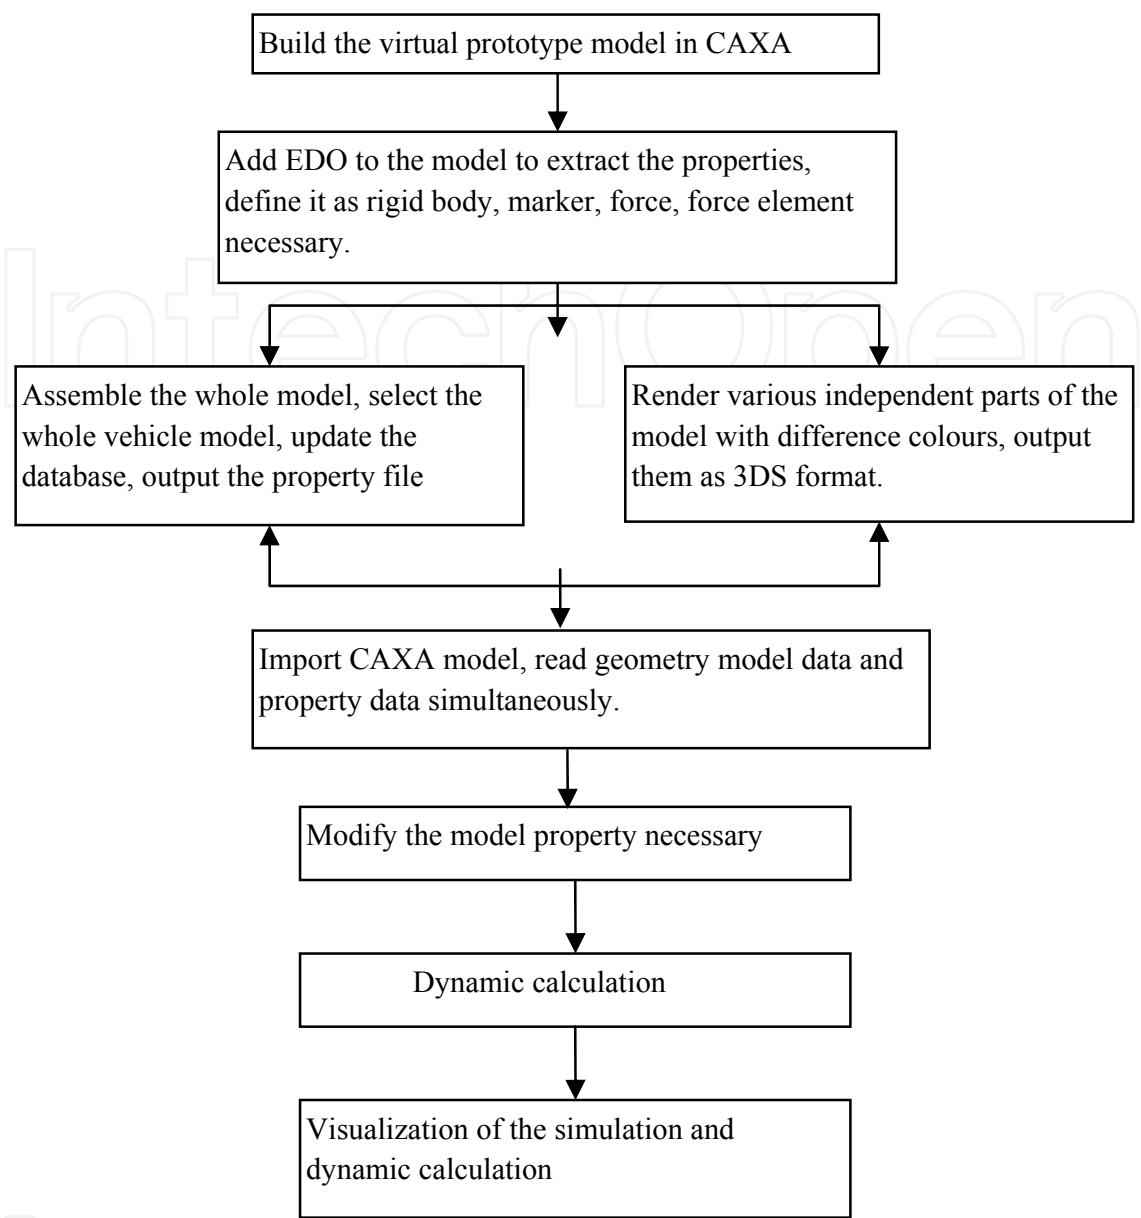 Build the virtual prototype model in CAXA
Add EDO to the model to extract the properties,
define it as rigid body, marker, force, force element
necessary.
IntechOpen
Assemble the whole model, select the
whole vehicle model, update the
database, output the property file
Render various independent parts of the
model with difference colours, output
them as 3DS format.
Import CAXA model, read geometry model data and
property data simultaneously.
Modify the model property necessary
Dynamic calculation
Visualization of the simulation and
dynamic calculation